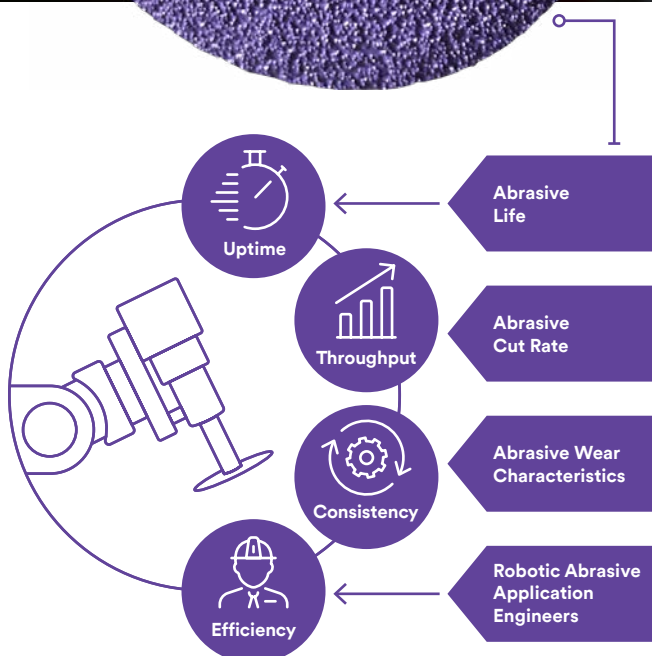 Uptime
Abrasive
Life
Throughput
Abrasive
Cut Rate
Consistency
Abrasive Wear
Characteristics
Efficiency
Robotic Abrasive
Application
Engineers